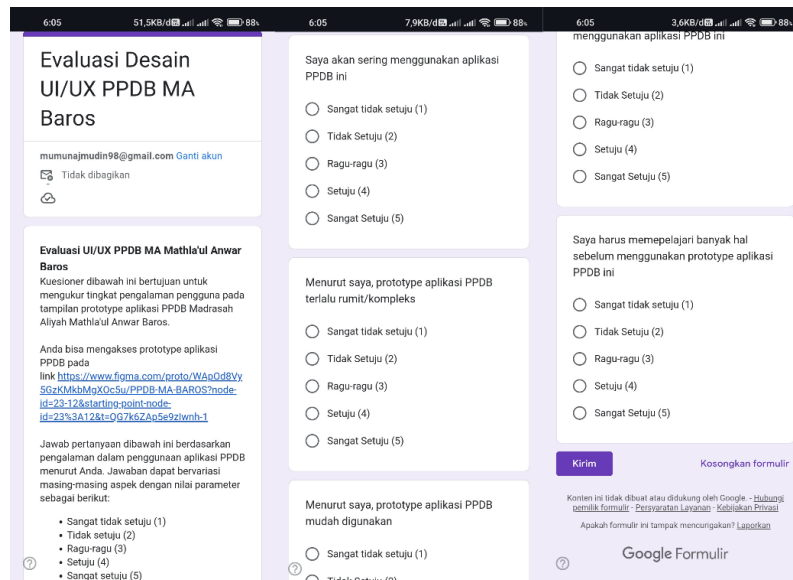 6:05 51,5KB/d 88%
Evaluasi Desain
UI/UX PPDB MA
Baros
mumunajmudin98@gmail.com Ganti akun
Tidak dibagikan
Evaluasi UI/UX PPDB MA Mathla'ul Anwar
Baros
Kuesioner dibawah ini bertujuan untuk
mengukur tingkat pengalaman pengguna pada
tampilan prototype aplikasi PPDB Madrasah
Aliyah Mathla'ul Anwar Baros.
Anda bisa mengakses prototype aplikasi
PPDB pada
link https://www.figma.com/proto/WApOd8Vy
5GzKMkbMgXOc5u/PPDB-MA-BAROS?node-
id=23-12&starting-point-node-
id=23%3A12&t=QG7k6ZAp5e9zIwnh-1
Jawab pertanyaan dibawah ini berdasarkan
pengalaman dalam penggunaan aplikasi PPDB
menurut Anda. Jawaban dapat bervariasi
masing-masing aspek dengan nilai parameter
sebagai berikut:
• Sangat tidak setuju (1)
• Tidak setuju (2)
• Ragu-ragu (3)
• Setuju (4)
• Sangat setuju (5)
6:05 7,9KB/d 88%
Saya akan sering menggunakan aplikasi
PPDB ini
Sangat tidak setuju (1)
Tidak Setuju (2)
Ragu-ragu (3)
Setuju (4)
Sangat Setuju (5)
Menurut saya, prototype aplikasi PPDB
terlalu rumit/kompleks
Sangat tidak setuju (1)
Tidak Setuju (2)
Ragu-ragu (3)
Setuju (4)
Sangat Setuju (5)
Menurut saya, prototype aplikasi PPDB
mudah digunakan
Sangat tidak setuju (1)
Tidak Setuju (2)
6:05 3,6KB/d 88%
menggunakan aplikasi PPDB ini
Sangat tidak setuju (1)
Tidak Setuju (2)
Ragu-ragu (3)
Setuju (4)
Sangat Setuju (5)
Saya harus memepelajari banyak hal
sebelum menggunakan prototype aplikasi
PPDB ini
Sangat tidak setuju (1)
Tidak Setuju (2)
Ragu-ragu (3)
Setuju (4)
Sangat Setuju (5)
Kirim Kosongkan formulir
Konten ini tidak dibuat atau didukung oleh Google. - Hubungi
pemilik formulir - Persyaratan Layanan - Kebijakan Privasi
Apakah formulir ini tampak mencurigakan? Laporkan
Google Formulir